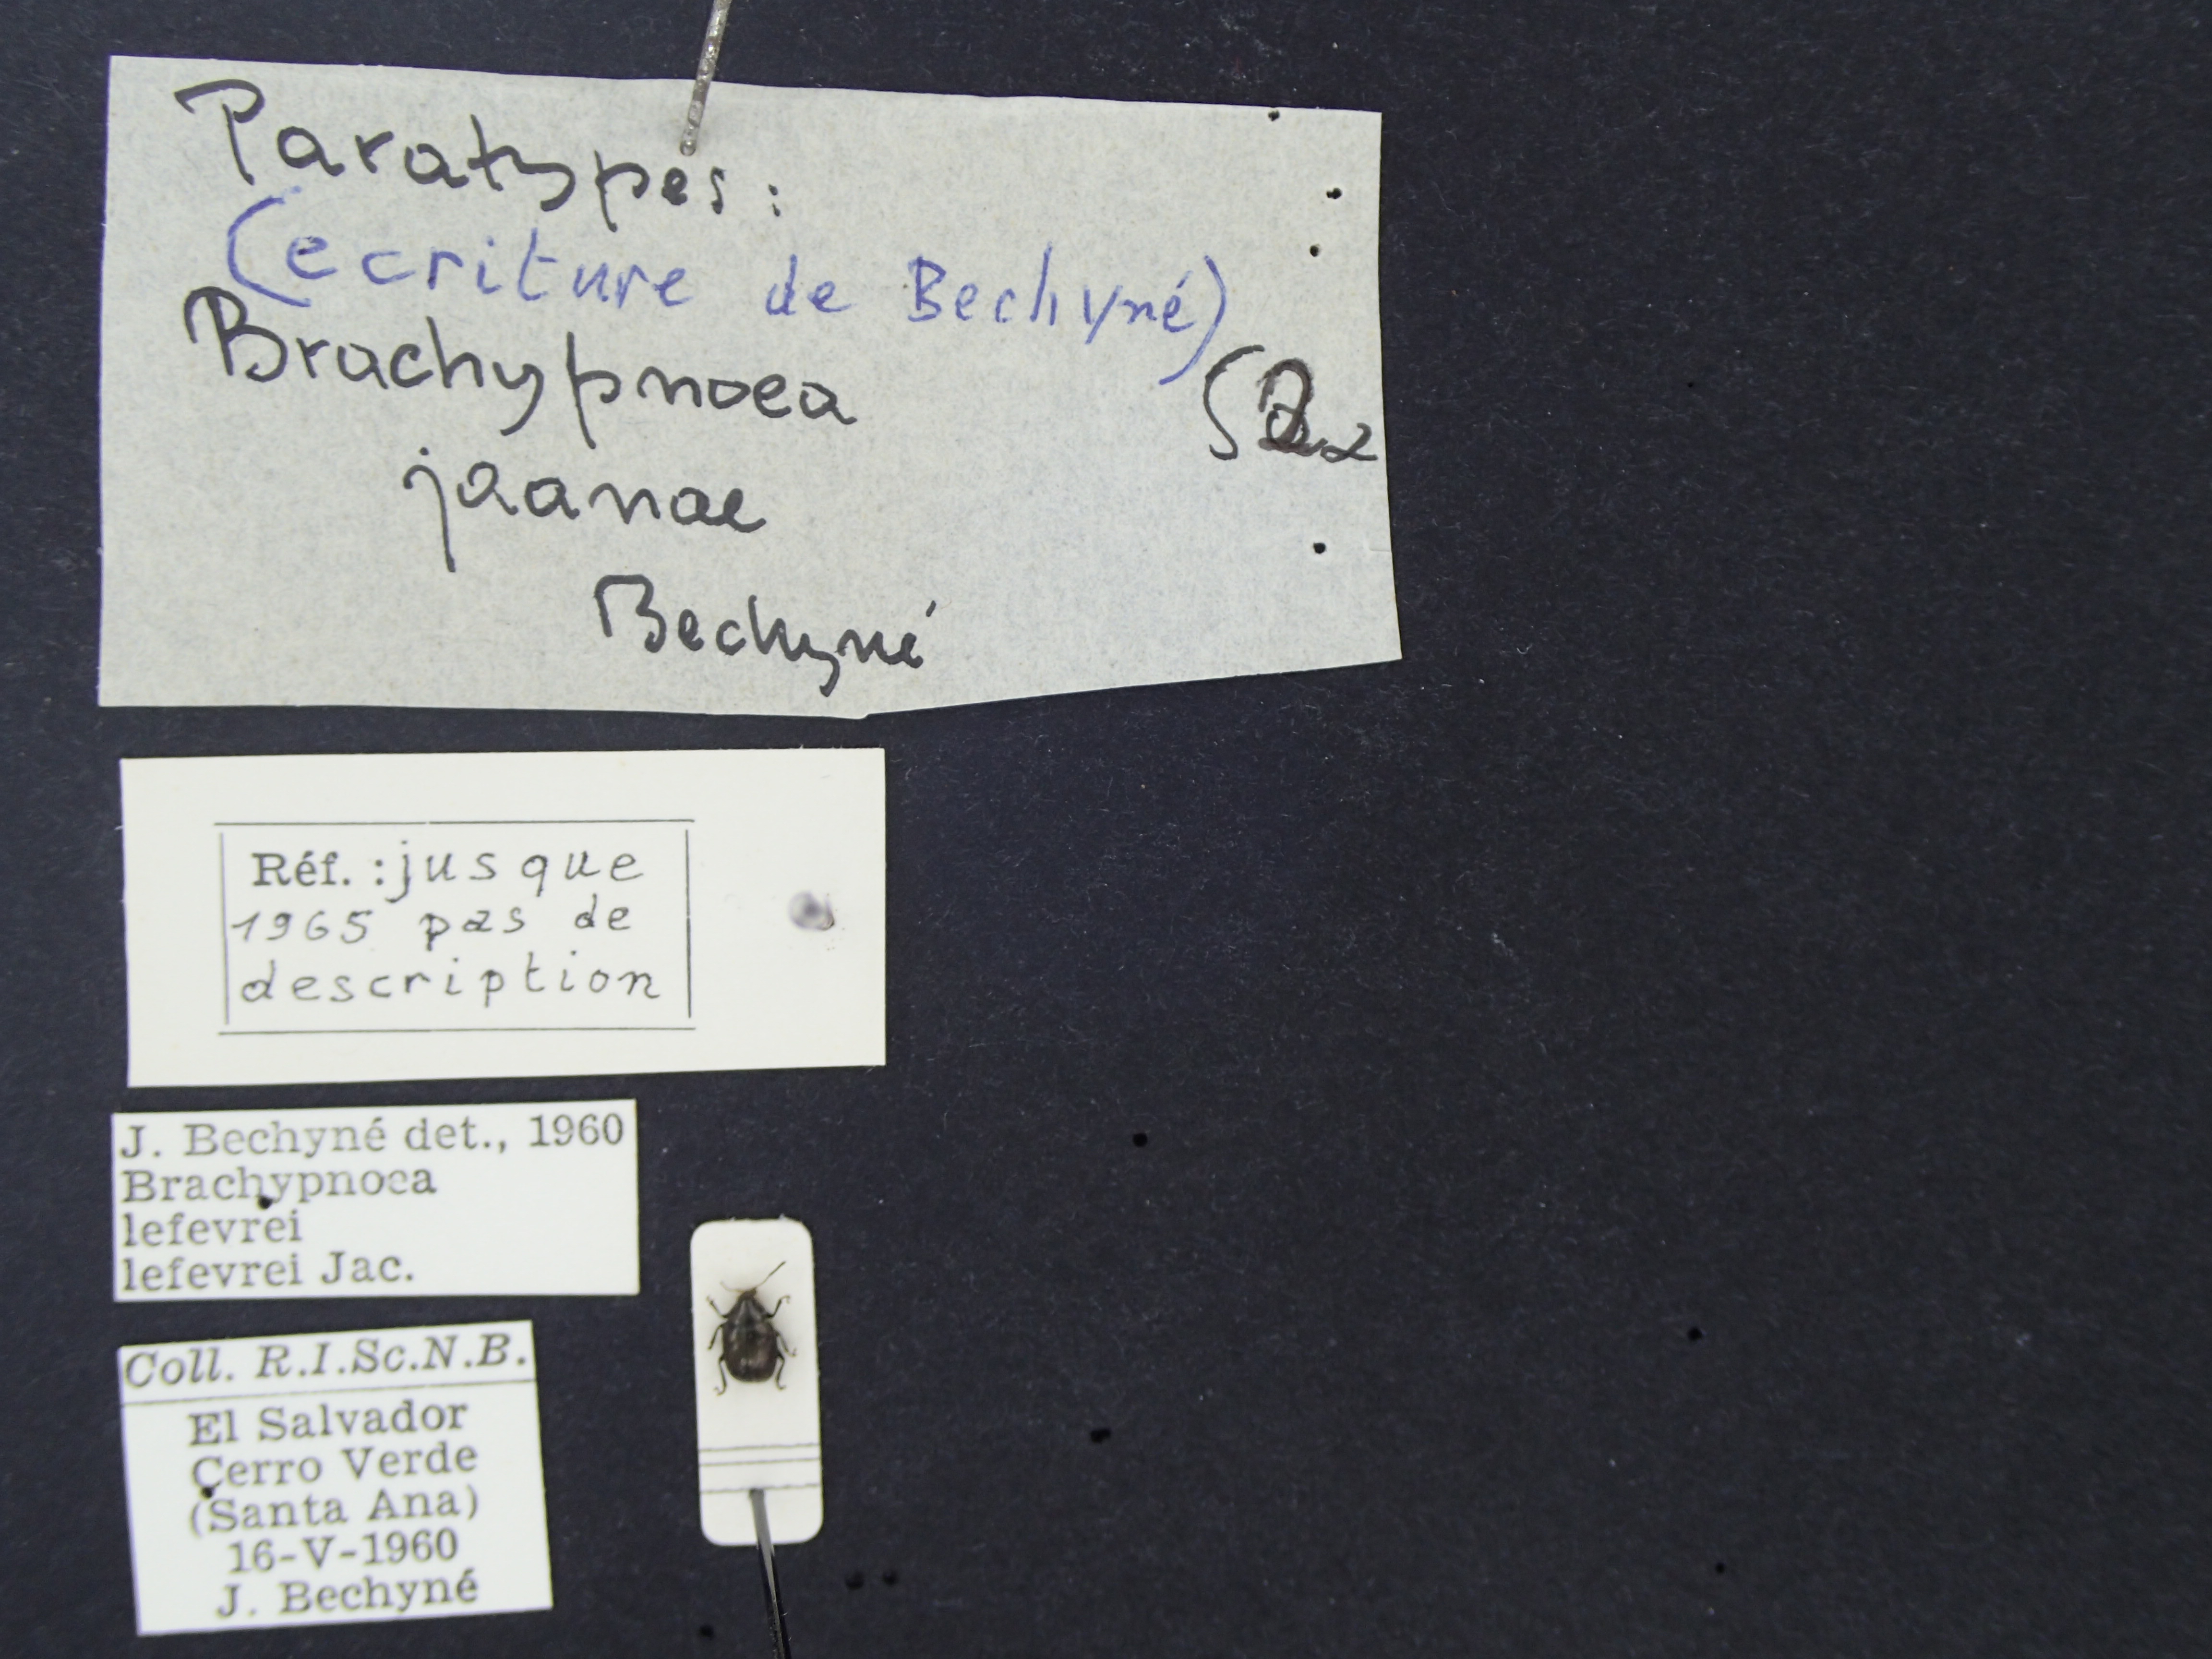 Paratypes:
(ecriture de Bechyné)
Brachypnoea
jaanae
Bechyné
Réf.: jusque
1965 pas de
description
J. Bechyné det., 1960
Brachypnoea
lefevrei
lefevrei Jac.
Coll. R.I.Sc.N.B.
El Salvador
Cerro Verde
(Santa Ana)
16-V-1960
J. Bechyné